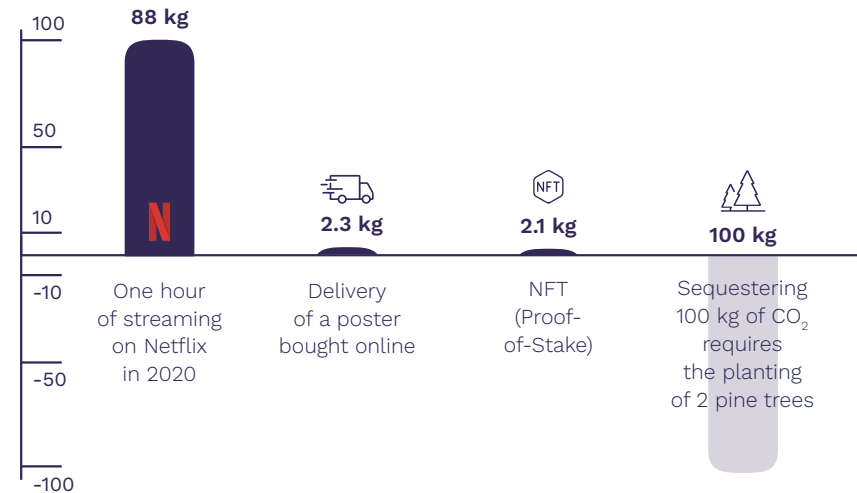 100
50
10
-10
-50
-100
88 kg
N
One hour
of streaming
on Netflix
in 2020
2.3 kg
Delivery
of a poster
bought online
NFT
2.1 kg
NFT
(Proof-
of-Stake)
100 kg
Sequestering
100 kg of CO₂
requires
the planting
of 2 pine trees